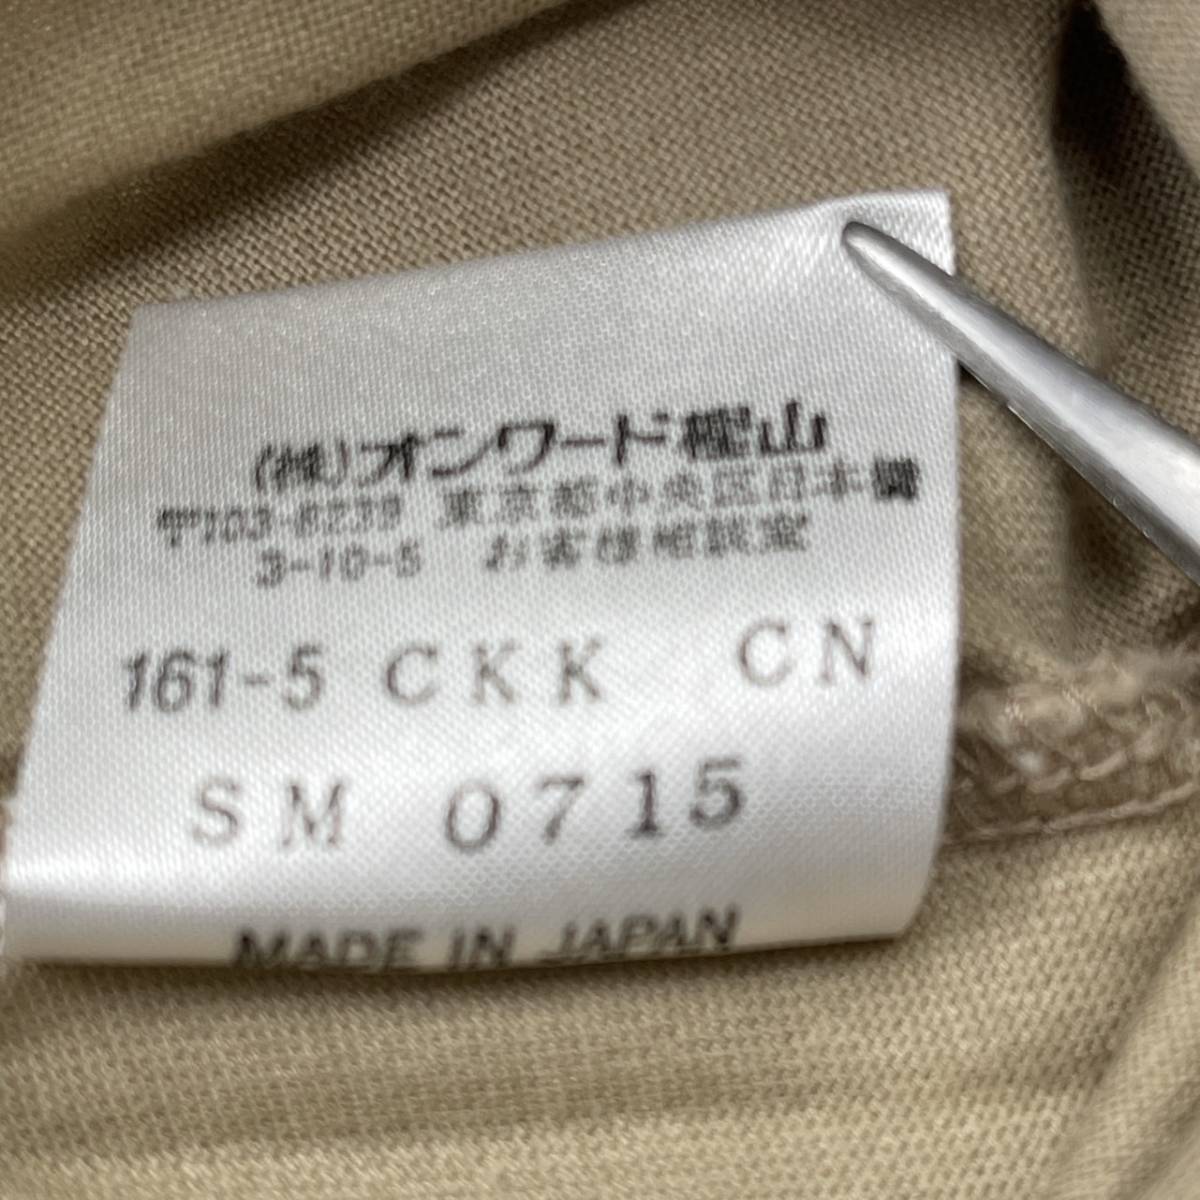 (株)オンワード樫山
〒103-8239 東京都中央区日本橋
3-10-5 お客様相談室
161-5 CKK CN
SM 0715
MADE IN JAPAN